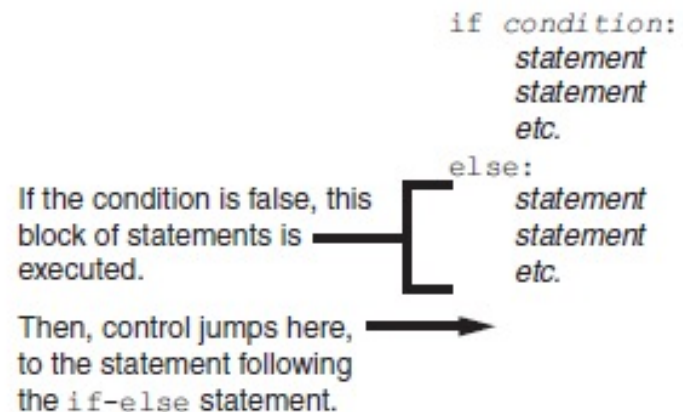 if condition:
statement
statement
etc.
else:
statement
statement
etc.
If the condition is false, this
block of statements is
executed.
Then, control jumps here,
to the statement following
the if-else statement.